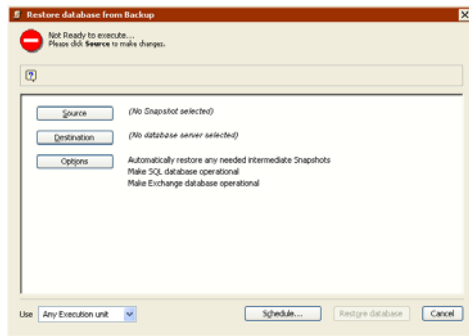 Restore database from Backup
Not Ready to execute...
Please click Source to make changes.
Source
(No Snapshot selected)
Destination
(No database server selected)
Options
Automatically restore any needed intermediate Snapshots
Make SQL database operational
Make Exchange database operational
Use
Any Execution unit
Schedule...
Restore database
Cancel